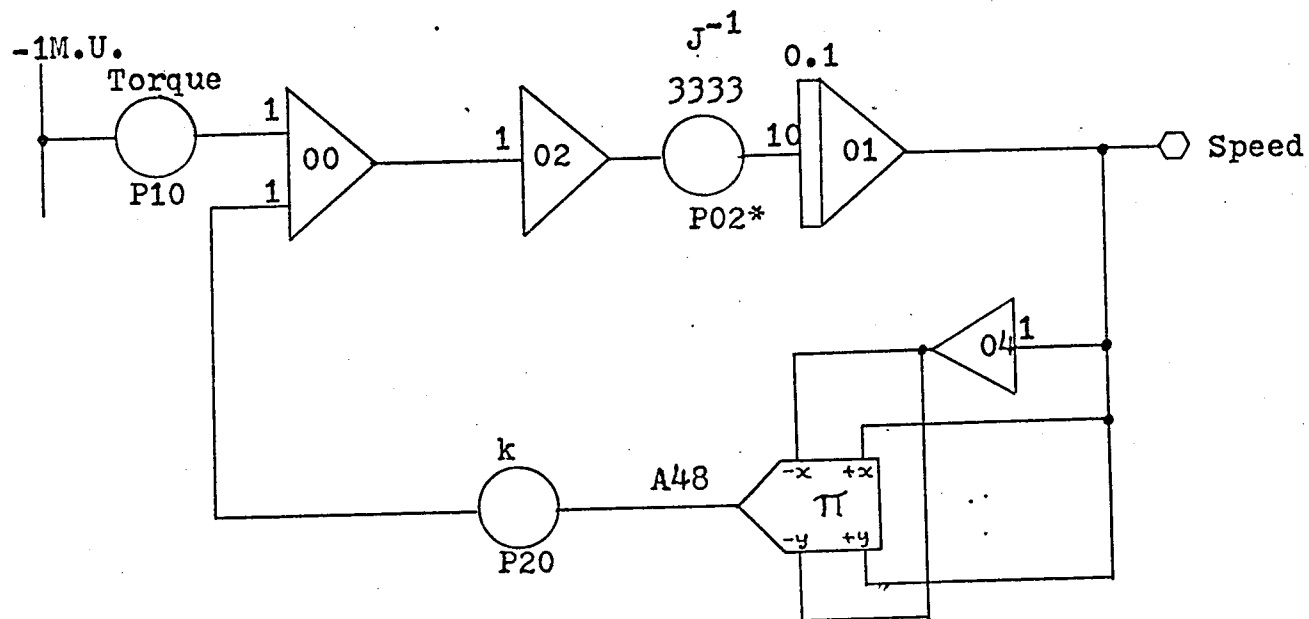 -1M.U.
Torque
J⁻¹
3333
0.1
1
00
1
02
10
01
Speed
1
P10
P02*
04
1
k
A48
-x
+x
π
-y
+y
P20